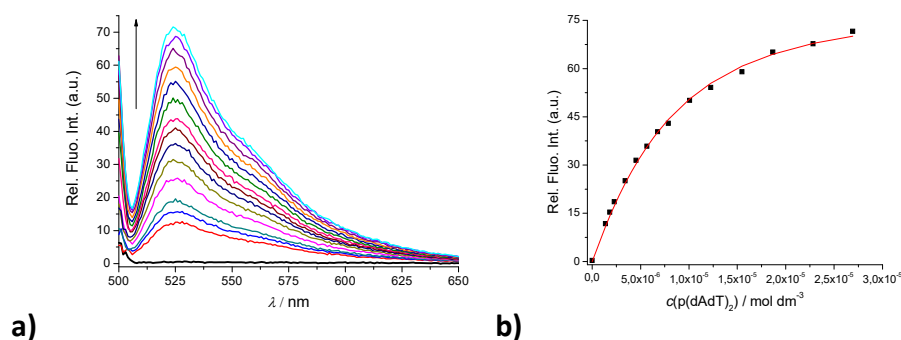 70
60
50
40
30
20
10
0
Rel. Fluo. Int. (a.u.)
500 525 550 575 600 625 650
λ / nm
a)
75
60
45
30
15
0
Rel. Fluo. Int. (a.u.)
0,0 5,0x10⁻⁶ 1,0x10⁻⁵ 1,5x10⁻⁵ 2,0x10⁻⁵ 2,5x10⁻⁵ 3,0x10⁻⁵
c(p(dAdT)₂) / mol dm⁻³
b)